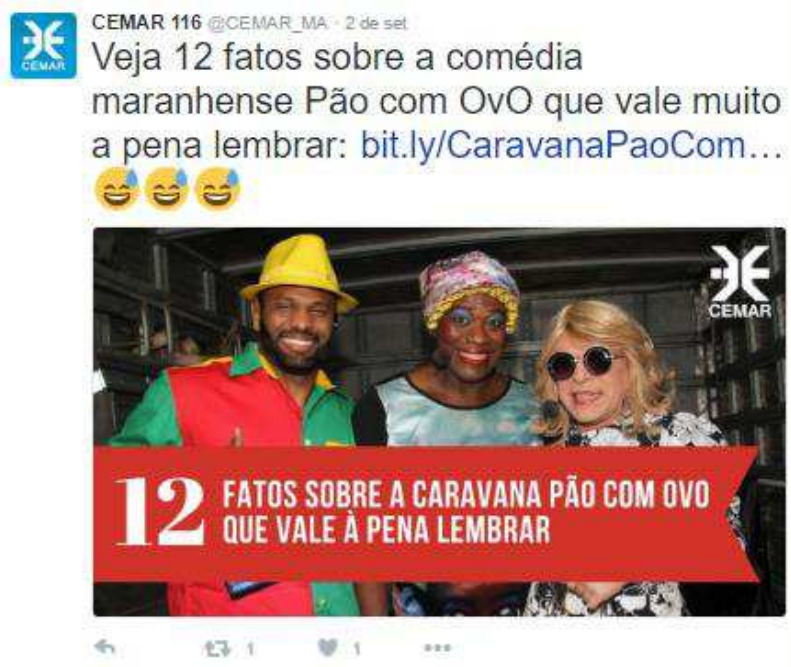 CEMAR
CEMAR 116 @CEMAR_MA · 2 de set
Veja 12 fatos sobre a comédia
maranhense Pão com OvO que vale muito
a pena lembrar: bit.ly/CaravanaPaoCom...
CEMAR
12 FATOS SOBRE A CARAVANA PÃO COM OVO
QUE VALE À PENA LEMBRAR
1 1